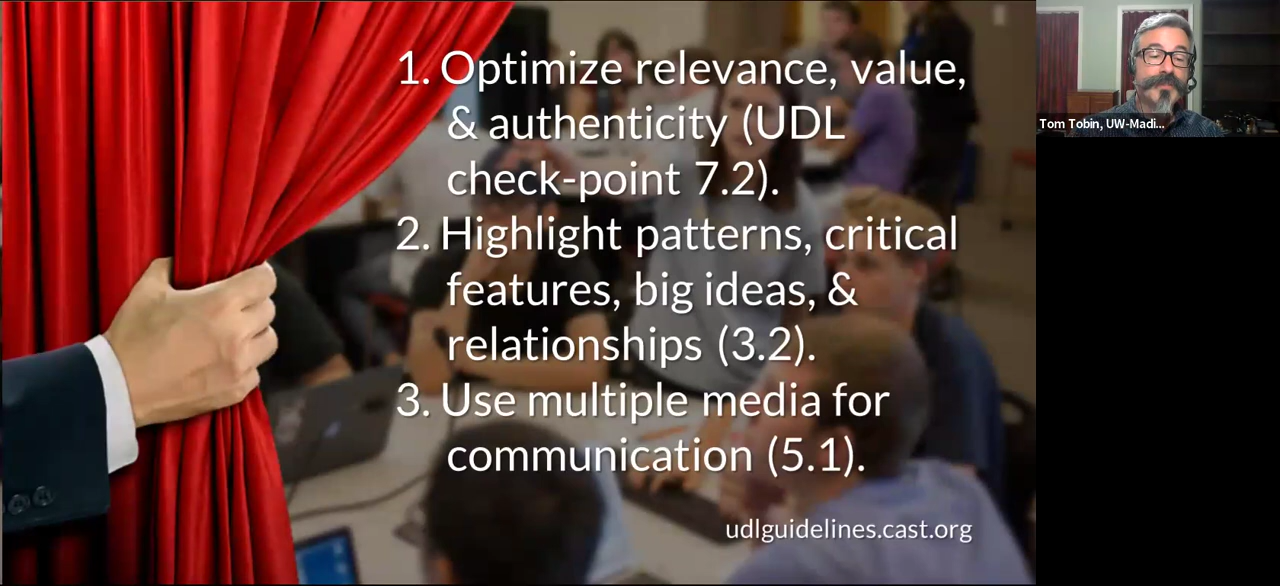 1. Optimize relevance, value,
& authenticity (UDL
check-point 7.2).
2. Highlight patterns, critical
features, big ideas, &
relationships (3.2).
3. Use multiple media for
communication (5.1).
udlguidelines.cast.org
Tom Tobin, UW-Madi...